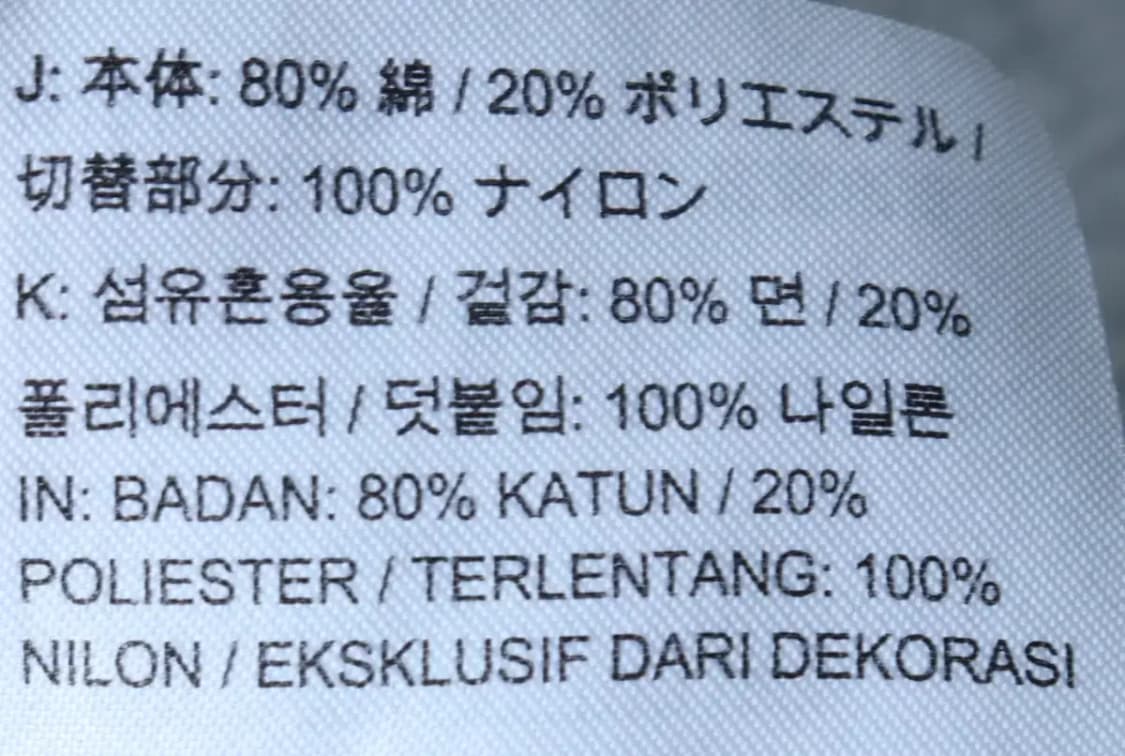 J: 本体: 80% 綿 / 20% ポリエステル /
切替部分: 100% ナイロン
K: 섬유혼용율 / 겉감: 80% 면 / 20%
폴리에스터 / 덧붙임: 100% 나일론
IN: BADAN: 80% KATUN / 20%
POLIESTER / TERLENTANG: 100%
NILON / EKSKLUSIF DARI DEKORASI